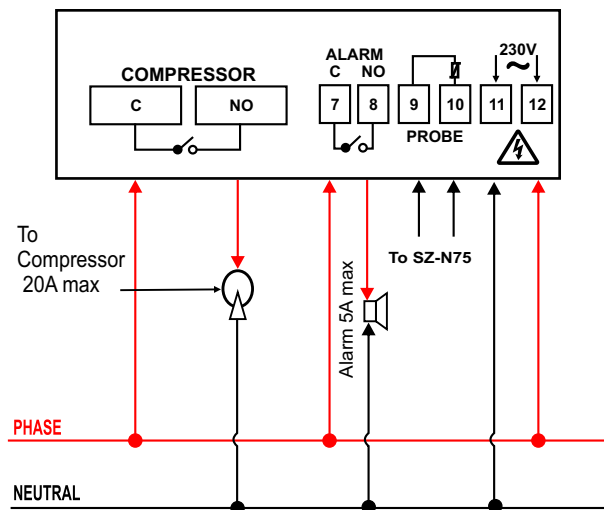 COMPRESSOR
C NO
ALARM
C NO
7 8 9 10 11 12
PROBE
230V
~
To
Compressor
20A max
To SZ-N75
Alarm 5A max
PHASE
NEUTRAL